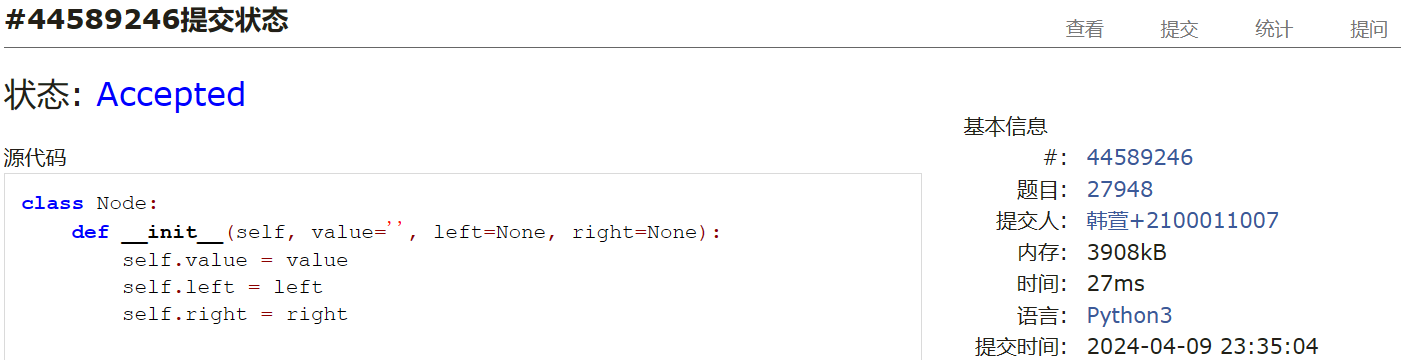 #44589246提交状态
查看 提交 统计 提问
状态: Accepted
源代码
class Node:
    def __init__(self, value='', left=None, right=None):
        self.value = value
        self.left = left
        self.right = right
基本信息
#: 44589246
题目: 27948
提交人: 韩萱+2100011007
内存: 3908kB
时间: 27ms
语言: Python3
提交时间: 2024-04-09 23:35:04